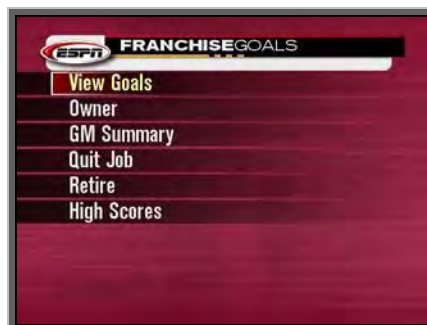 ESPN FRANCHISEGOALS
View Goals
Owner
GM Summary
Quit Job
Retire
High Scores